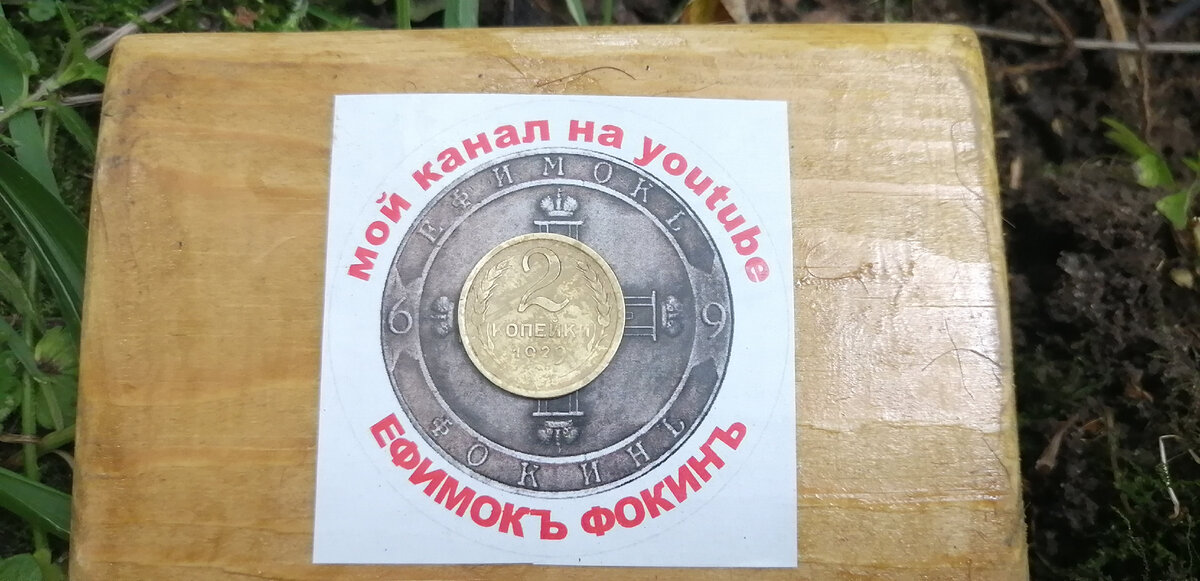 мой канал на youtube
ЕФИМОКЪ
6 9
2
КОПЕЙКИ
ФОКИНЪ
ЕФИМОКЪ ФОКИНЪ